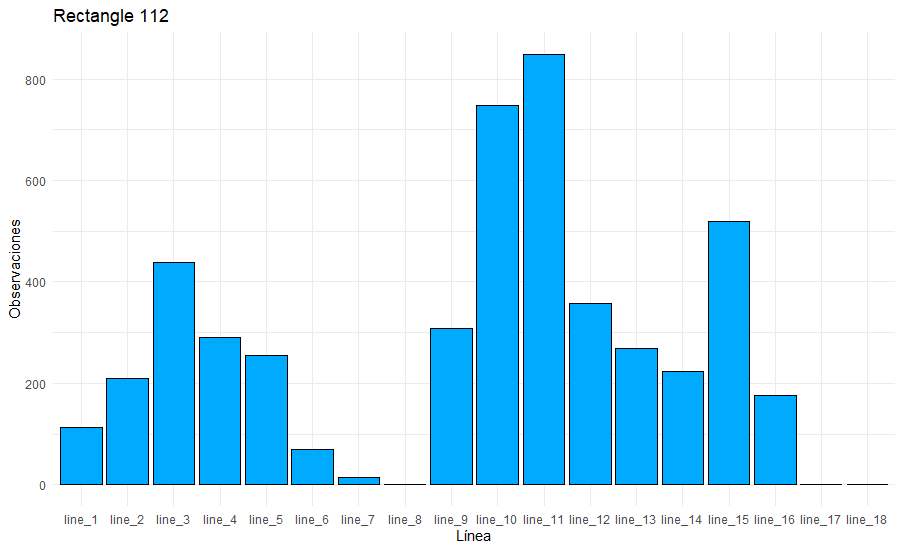 Rectangle 112
Observaciones
800
600
400
200
0
line_1 line_2 line_3 line_4 line_5 line_6 line_7 line_8 line_9 line_10 line_11 line_12 line_13 line_14 line_15 line_16 line_17 line_18
Línea